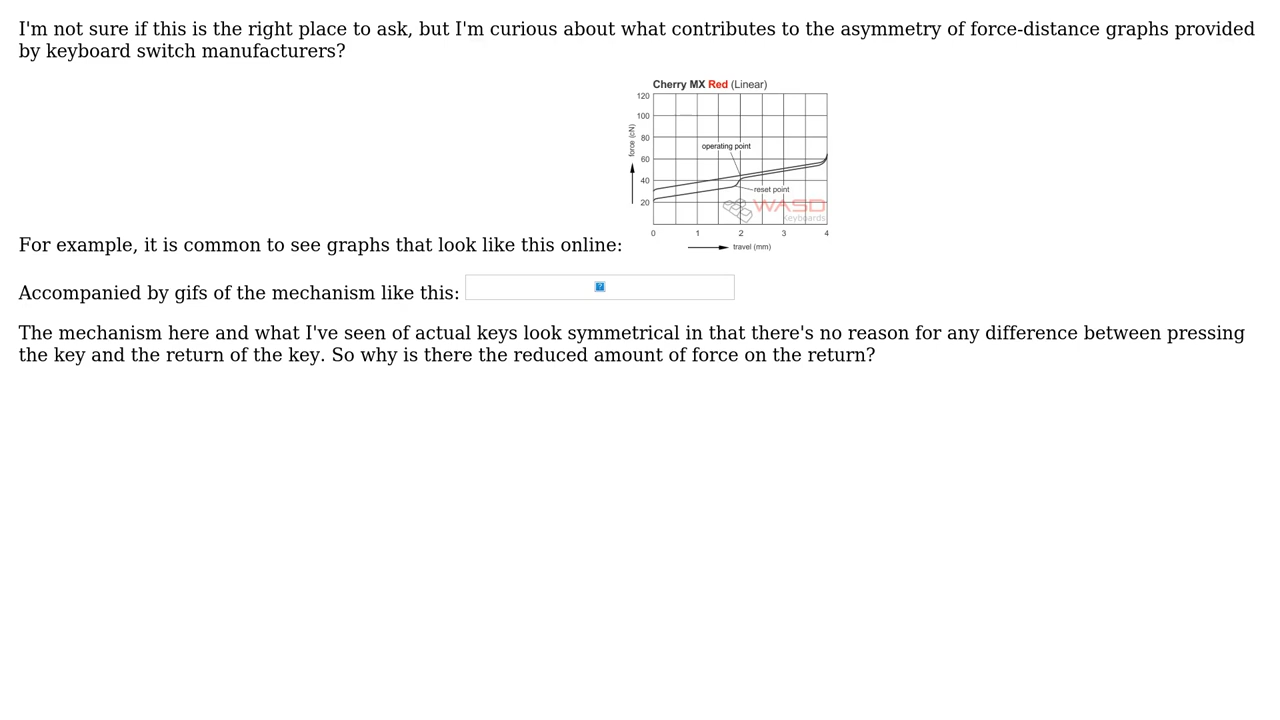 I'm not sure if this is the right place to ask, but I'm curious about what contributes to the asymmetry of force-distance graphs provided
by keyboard switch manufacturers?
Cherry MX Red (Linear)
120
100
80
60
40
20
force (cN)
operating point
reset point
WASD
Keyboards
0 1 2 3 4
travel (mm)
For example, it is common to see graphs that look like this online:
Accompanied by gifs of the mechanism like this:
?
The mechanism here and what I've seen of actual keys look symmetrical in that there's no reason for any difference between pressing
the key and the return of the key. So why is there the reduced amount of force on the return?